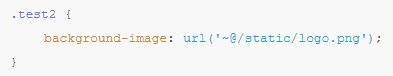 .test2 {
    background-image: url('~@/static/logo.png');
}